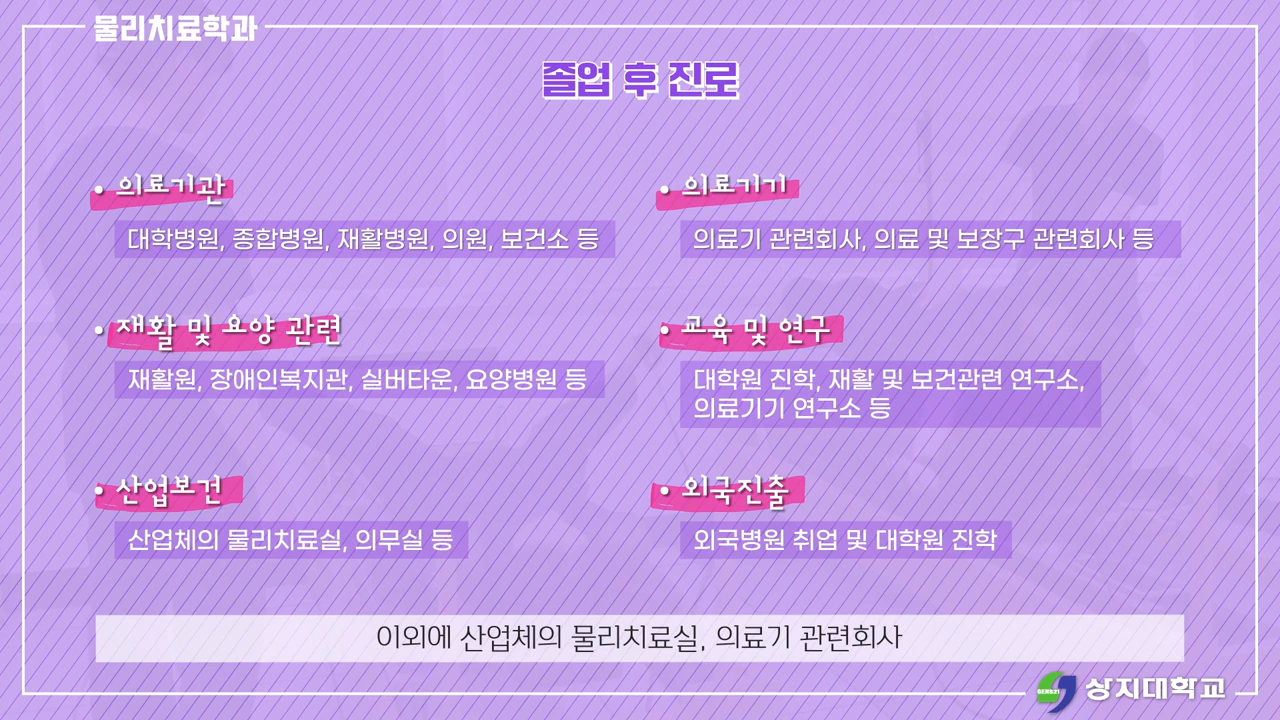 물리치료학과
졸업 후 진로
• 의료기관
대학병원, 종합병원, 재활병원, 의원, 보건소 등
• 재활 및 요양 관련
재활원, 장애인복지관, 실버타운, 요양병원 등
• 산업보건
산업체의 물리치료실, 의무실 등
• 의료기기
의료기 관련회사, 의료 및 보장구 관련회사 등
• 교육 및 연구
대학원 진학, 재활 및 보건관련 연구소,
의료기기 연구소 등
• 외국진출
외국병원 취업 및 대학원 진학
이외에 산업체의 물리치료실, 의료기 관련회사
상지대학교